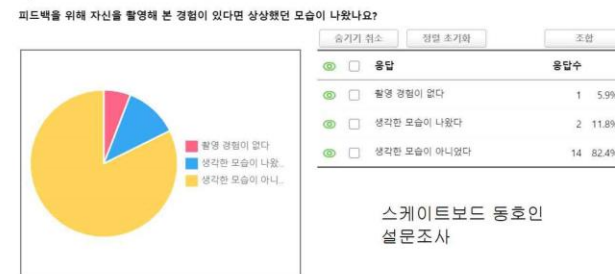 피드백을 위해 자신을 촬영해 본 경험이 있다면 상상했던 모습이 나왔나요?
숨기기 취소 정렬 초기화 조합
응답 응답수
촬영 경험이 없다 1 5.9%
생각한 모습이 나왔다 2 11.8%
생각한 모습이 아니었다 14 82.4%
촬영 경험이 없다
생각한 모습이 나왔..
생각한 모습이 아니..
스케이트보드 동호인
설문조사